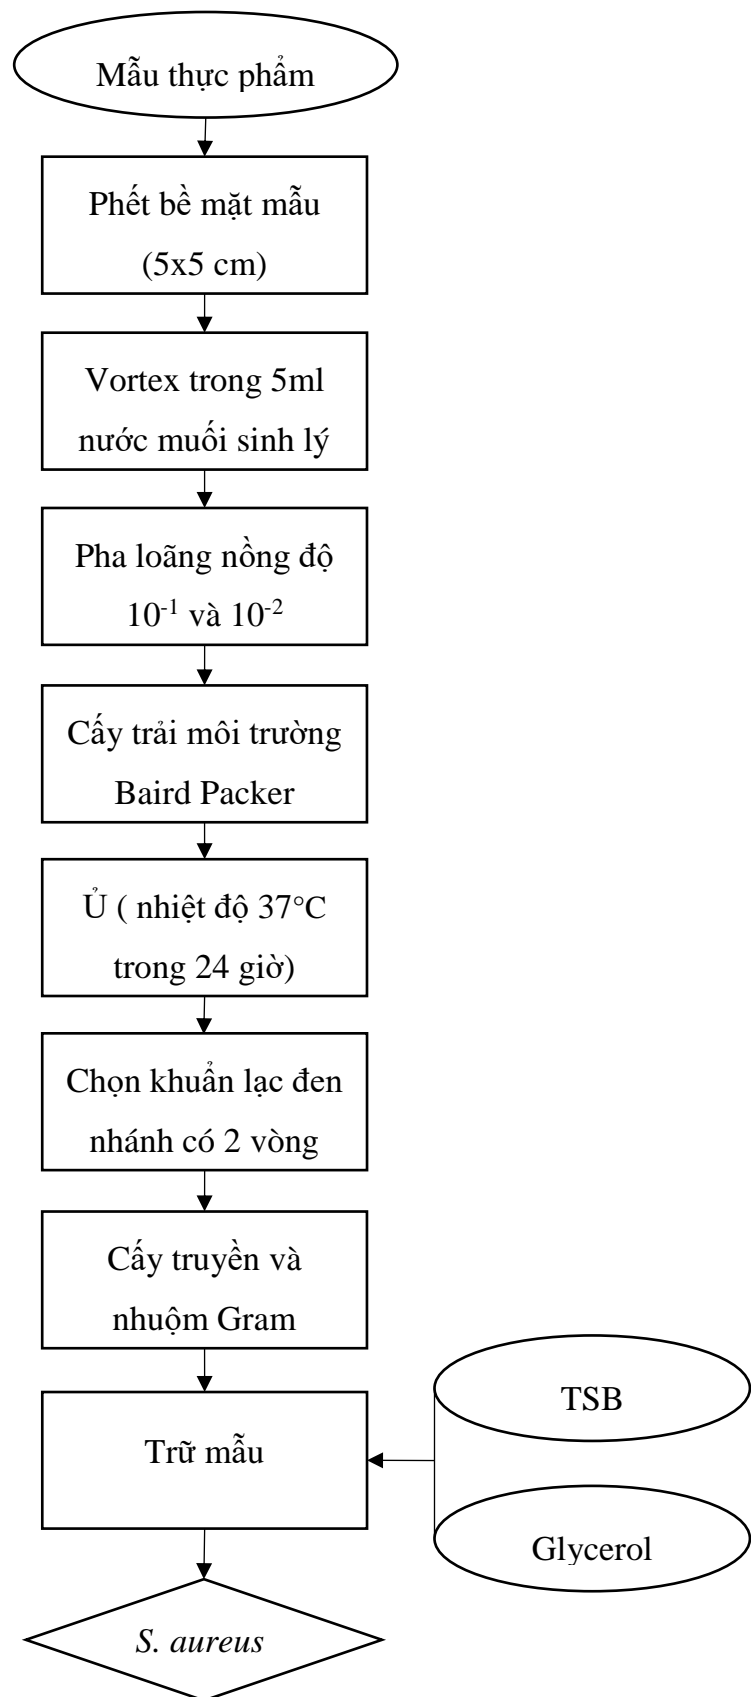 Mẫu thực phẩm
Phết bề mặt mẫu
(5x5 cm)
Vortex trong 5ml
nước muối sinh lý
Pha loãng nồng độ
10⁻¹ và 10⁻²
Cấy trải môi trường
Baird Packer
Ủ ( nhiệt độ 37°C
trong 24 giờ)
Chọn khuẩn lạc đen
nhánh có 2 vòng
Cấy truyền và
nhuộm Gram
TSB
Trữ mẫu
Glycerol
S. aureus